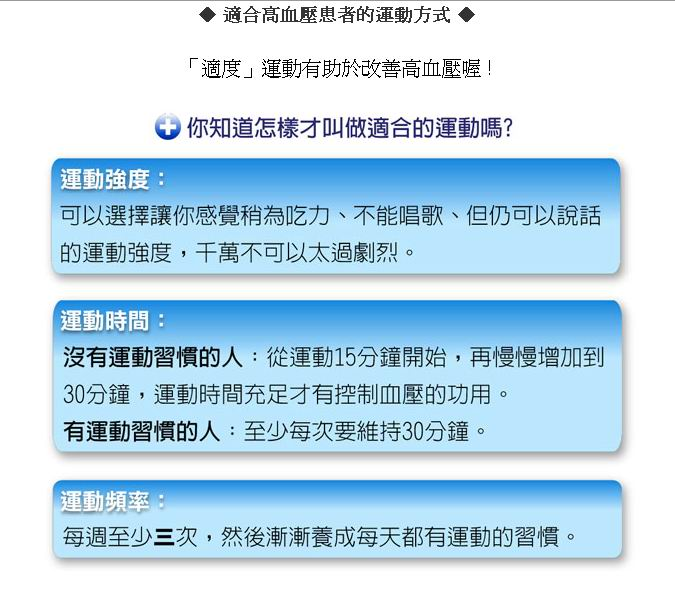 ◆ 適合高血壓患者的運動方式 ◆
「適度」運動有助於改善高血壓喔！
你知道怎樣才叫做適合的運動嗎?
運動強度：
可以選擇讓你感覺稍為吃力、不能唱歌、但仍可以說話
的運動強度，千萬不可以太過劇烈。
運動時間：
沒有運動習慣的人：從運動15分鐘開始，再慢慢增加到
30分鐘，運動時間充足才有控制血壓的功用。
有運動習慣的人：至少每次要維持30分鐘。
運動頻率：
每週至少三次，然後漸漸養成每天都有運動的習慣。